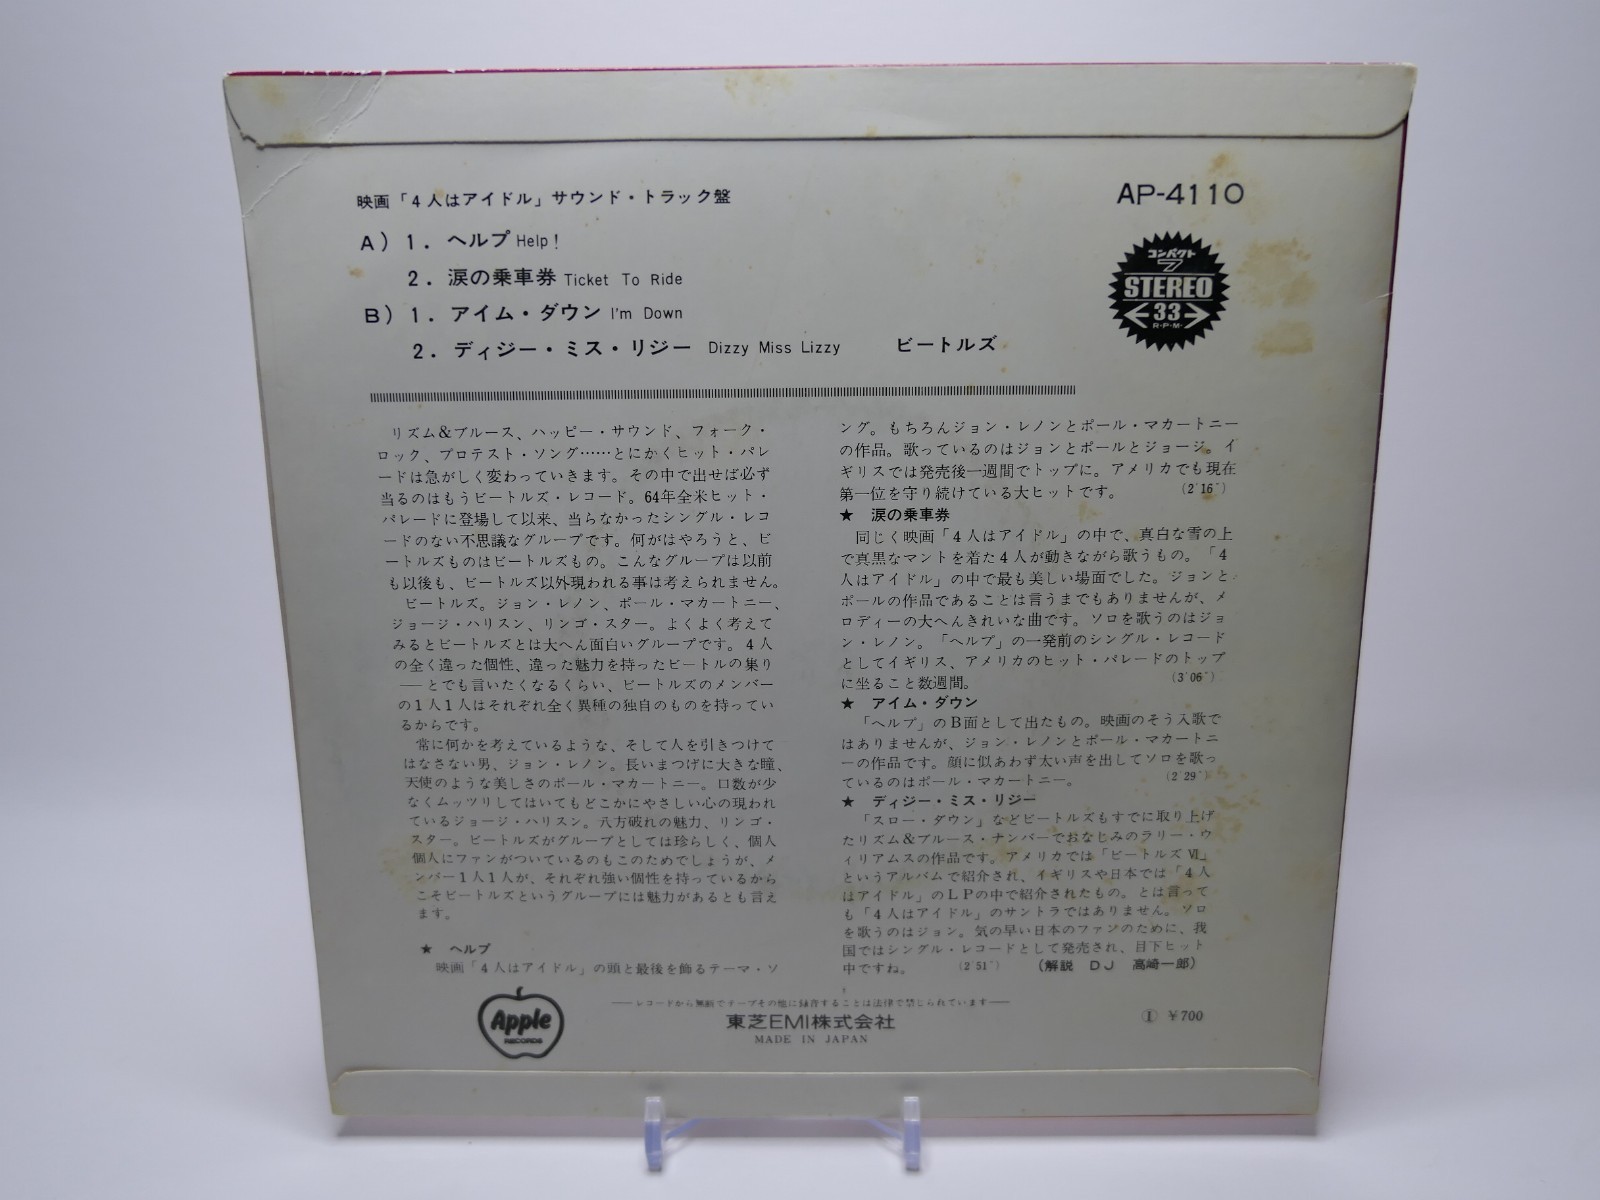 映画「4人はアイドル」サウンド・トラック盤
AP-4110
A) 1. ヘルプ Help!
2. 涙の乗車券 Ticket To Ride
B) 1. アイム・ダウン I'm Down
2. ディジー・ミス・リジー Dizzy Miss Lizzy ビートルズ
コンパクト
7
STEREO
33
R·P·M·
リズム&ブルース、ハッピー・サウンド、フォーク・
ロック、プロテスト・ソング……とにかくヒット・パレ
ードは急がしく変わっていきます。その中で出せば必ず
当るのはもうビートルズ・レコード。64年全米ヒット・
パレードに登場して以来、当らなかったシングル・レコ
ードのない不思議なグループです。何がはやろうと、ビ
ートルズものはビートルズもの。こんなグループは以前
も以後も、ビートルズ以外現われる事は考えられません。
ビートルズ。ジョン・レノン、ポール・マカートニー、
ジョージ・ハリスン、リンゴ・スター。よくよく考えて
みるとビートルズとは大へん面白いグループです。4人
の全く違った個性、違った魅力を持ったビートルの集り
——とでも言いたくなるくらい、ビートルズのメンバー
の1人1人はそれぞれ全く異種の独自のものを持ってい
るからです。
常に何かを考えているような、そして人を引きつけて
はなさない男、ジョン・レノン。長いまつげに大きな瞳、
天使のような美しさのポール・マカートニー。口数が少
なくムッツリしてはいてもどこかにやさしい心の現われ
ているジョージ・ハリスン。八方破れの魅力、リンゴ・
スター。ビートルズがグループとしては珍らしく、個人
個人にファンがついているのもこのためでしょうが、メ
ンバー1人1人が、それぞれ強い個性を持っているから
こそビートルズというグループには魅力があるとも言え
ます。
★ ヘルプ
映画「4人はアイドル」の頭と最後を飾るテーマ・ソ
ング。もちろんジョン・レノンとポール・マカートニー
の作品。歌っているのはジョンとポールとジョージ。イ
ギリスでは発売後一週間でトップに。アメリカでも現在
第一位を守り続けている大ヒットです。 (2'16")
★ 涙の乗車券
同じく映画「4人はアイドル」の中で、真白な雪の上
で真黒なマントを着た4人が動きながら歌うもの。「4
人はアイドル」の中で最も美しい場面でした。ジョンと
ポールの作品であることは言うまでもありませんが、メ
ロディーの大へんきれいな曲です。ソロを歌うのはジョ
ン・レノン。「ヘルプ」の一発前のシングル・レコード
としてイギリス、アメリカのヒット・パレードのトップ
に坐ること数週間。 (3'06")
★ アイム・ダウン
「ヘルプ」のB面として出たもの。映画のそう入歌で
はありませんが、ジョン・レノンとポール・マカートニ
ーの作品です。顔に似あわず太い声を出してソロを歌っ
ているのはポール・マカートニー。 (2'29")
★ ディジー・ミス・リジー
「スロー・ダウン」などビートルズもすでに取り上げ
たリズム&ブルース・ナンバーでおなじみのラリー・ウ
ィリアムスの作品です。アメリカでは「ビートルズ Ⅵ」
というアルバムで紹介され、イギリスや日本では「4人
はアイドル」のLPの中で紹介されたもの。とは言って
も「4人はアイドル」のサントラではありません。ソロ
を歌うのはジョン。気の早い日本のファンのために、我
国ではシングル・レコードとして発売され、目下ヒット
中ですね。 (2'51") (解説 DJ 高崎一郎)
Apple
RECORDS
——レコードから無断でテープその他に録音することは法律で禁じられています——
東芝EMI株式会社
MADE IN JAPAN
Ⓘ ¥700